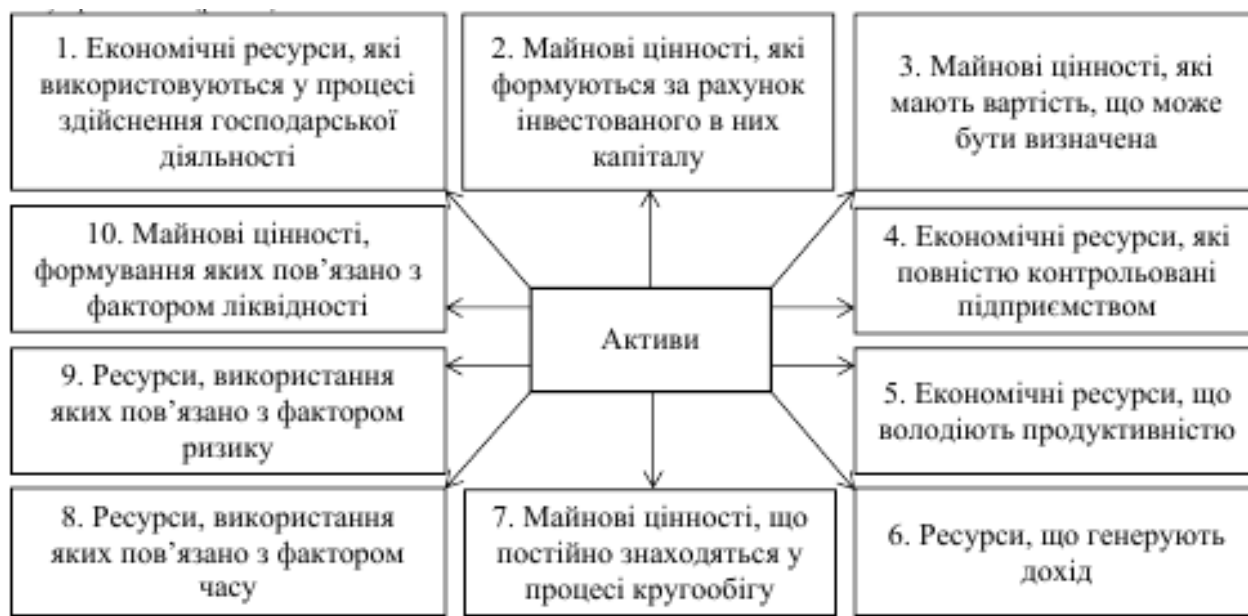 1. Економічні ресурси, які
використовуються у процесі
здійснення господарської
діяльності
2. Майнові цінності, які
формуються за рахунок
інвестованого в них
капіталу
3. Майнові цінності, які
мають вартість, що може
бути визначена
10. Майнові цінності,
формування яких пов’язано з
фактором ліквідності
4. Економічні ресурси, які
повністю контрольовані
підприємством
Активи
9. Ресурси, використання
яких пов’язано з фактором
ризику
5. Економічні ресурси, що
володіють продуктивністю
8. Ресурси, використання
яких пов’язано з фактором
часу
7. Майнові цінності, що
постійно знаходяться у
процесі кругообігу
6. Ресурси, що генерують
дохід